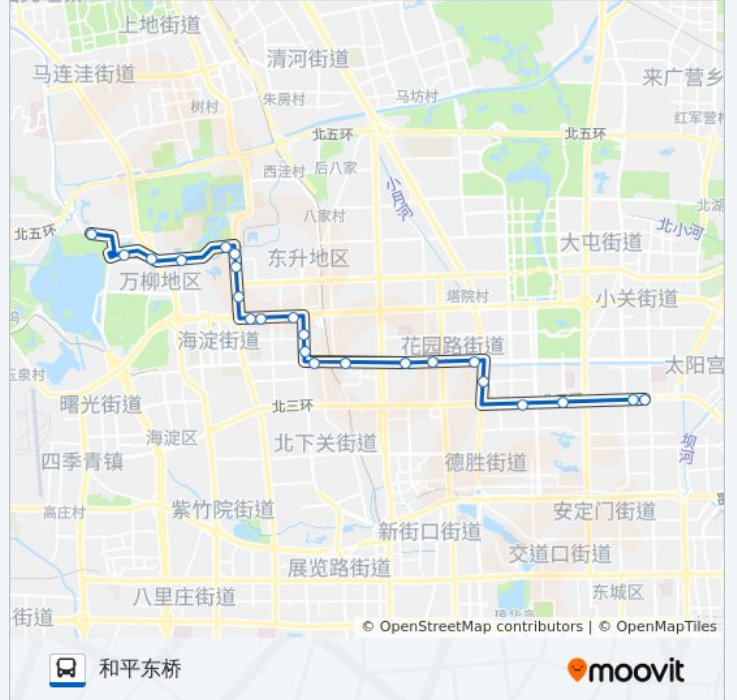 上地街道
清河街道
马连洼街道
来广营乡
树村
朱房村
马坊村
红军营村
北五环
北五环
西洼村
后八家
小月河
八家村
北湖
北五环
北小河
大屯街道
东升地区
万柳地区
塔院村
小关街道
海淀街道
花园路街道
太阳宫
玉泉村
曙光街道
北三环
海淀区
北下关街道
坝河
四季青镇
德胜街道
高庄村
紫竹院街道
安定门街道
新街口街道
交道口街道
展览路街道
八里庄街道
东城区
街道
© OpenStreetMap contributors | © OpenMapTiles
和平东桥
moovit